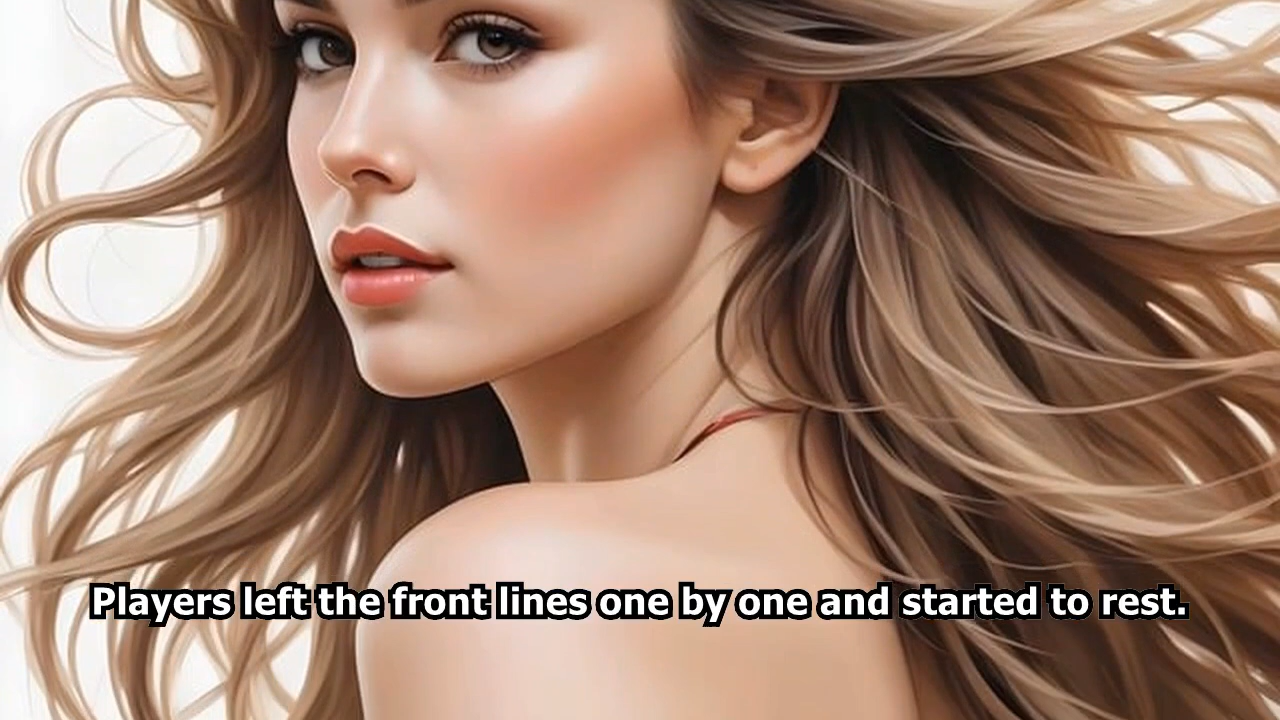 Players left the front lines one by one and started to rest.